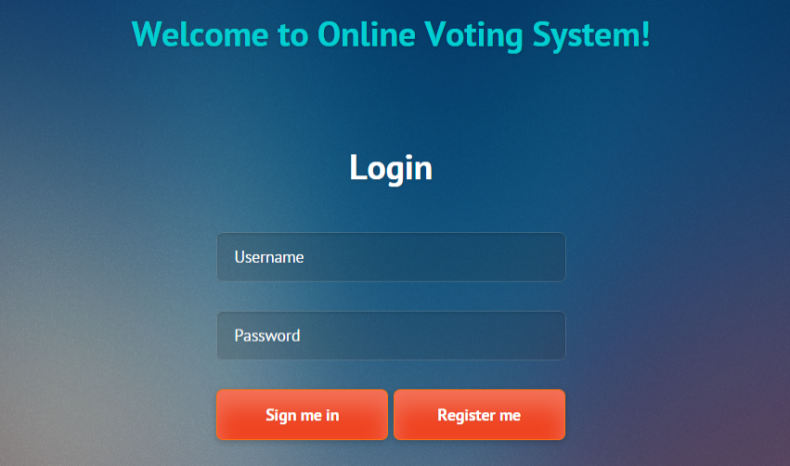 Welcome to Online Voting System!
Login
Username
Password
Sign me in Register me